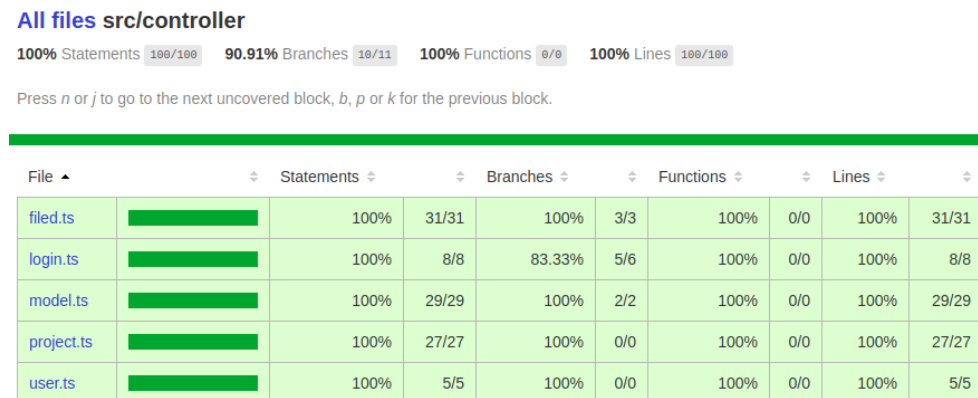 All files src/controller
100% Statements 100/100 90.91% Branches 10/11 100% Functions 0/0 100% Lines 100/100
Press n or j to go to the next uncovered block, b, p or k for the previous block.
File Statements Branches Functions Lines
filed.ts 100% 31/31 100% 3/3 100% 0/0 100% 31/31
login.ts 100% 8/8 83.33% 5/6 100% 0/0 100% 8/8
model.ts 100% 29/29 100% 2/2 100% 0/0 100% 29/29
project.ts 100% 27/27 100% 0/0 100% 0/0 100% 27/27
user.ts 100% 5/5 100% 0/0 100% 0/0 100% 5/5